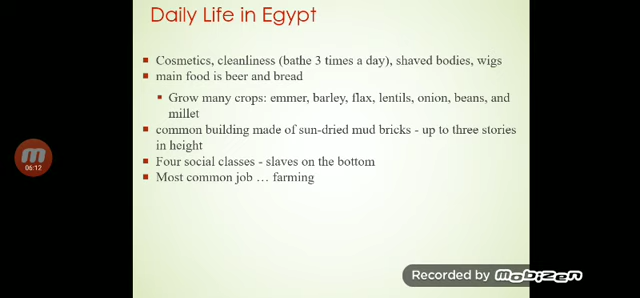 Daily Life in Egypt
Cosmetics, cleanliness (bathe 3 times a day), shaved bodies, wigs
main food is beer and bread
Grow many crops: emmer, barley, flax, lentils, onion, beans, and
millet
common building made of sun-dried mud bricks - up to three stories
in height
Four social classes - slaves on the bottom
Most common job … farming
m
06:12
Recorded by mobizen